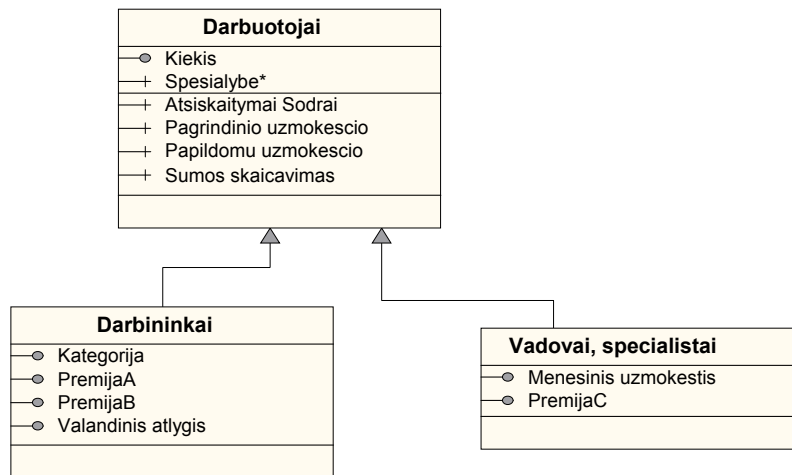 Darbuotojai
Kiekis
Spesialybe*
Atsiskaitymai Sodrai
Pagrindinio uzmokescio
Papildomu uzmokescio
Sumos skaicavimas
Darbininkai
Kategorija
PremijaA
PremijaB
Valandinis atlygis
Vadovai, specialistai
Menesinis uzmokestis
PremijaC